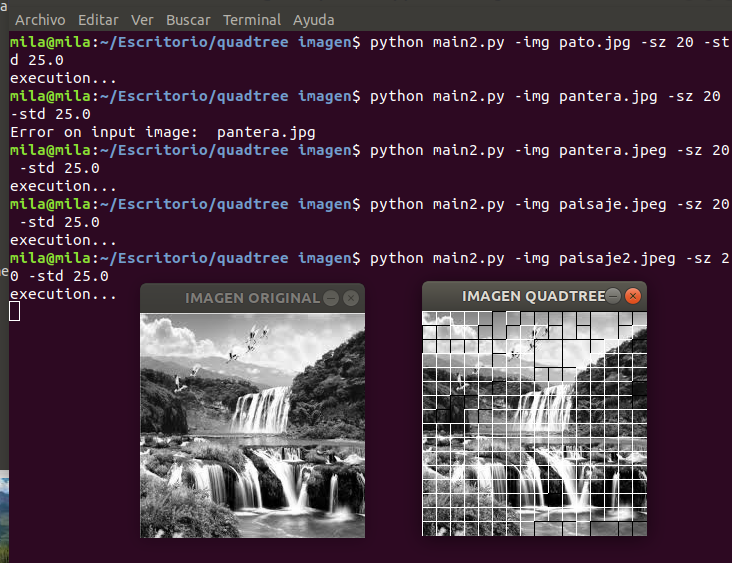 a
Archivo Editar Ver Buscar Terminal Ayuda
mila@mila:~/Escritorio/quadtree imagen$ python main2.py -img pato.jpg -sz 20 -st
d 25.0
execution...
mila@mila:~/Escritorio/quadtree imagen$ python main2.py -img pantera.jpg -sz 20
-std 25.0
Error on input image:  pantera.jpg
mila@mila:~/Escritorio/quadtree imagen$ python main2.py -img pantera.jpeg -sz 20
 -std 25.0
execution...
mila@mila:~/Escritorio/quadtree imagen$ python main2.py -img paisaje.jpeg -sz 20
 -std 25.0
execution...
mila@mila:~/Escritorio/quadtree imagen$ python main2.py -img paisaje2.jpeg -sz 2
0 -std 25.0
execution...
IMAGEN ORIGINAL
IMAGEN QUADTREE